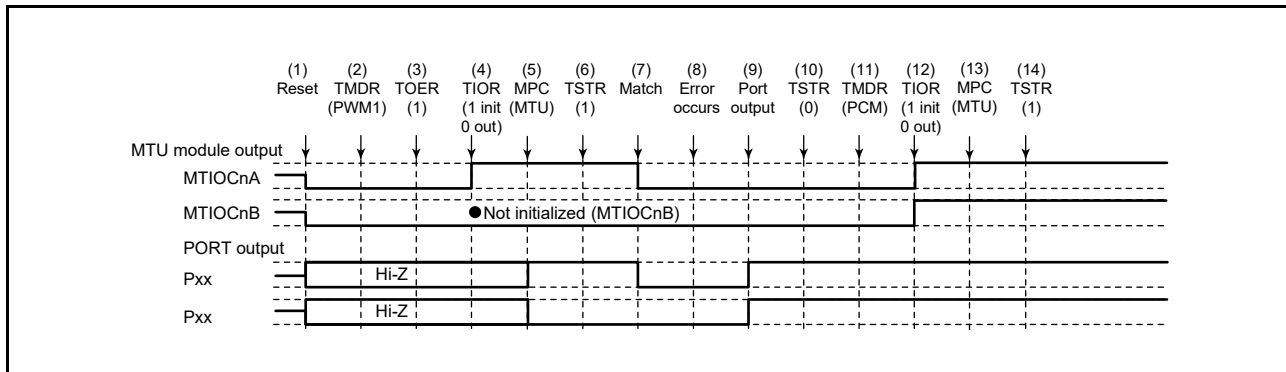 (1) (2) (3) (4) (5) (6) (7) (8) (9) (10) (11) (12) (13) (14)
Reset TMDR TOER TIOR MPC TSTR Match Error Port TSTR TMDR TIOR MPC TSTR
(PWM1) (1) (1 init (MTU) (1) occurs output (0) (PCM) (1 init (MTU) (1)
0 out) 0 out)
MTU module output
MTIOCnA
MTIOCnB ●Not initialized (MTIOCnB)
PORT output
Pxx Hi-Z
Pxx Hi-Z